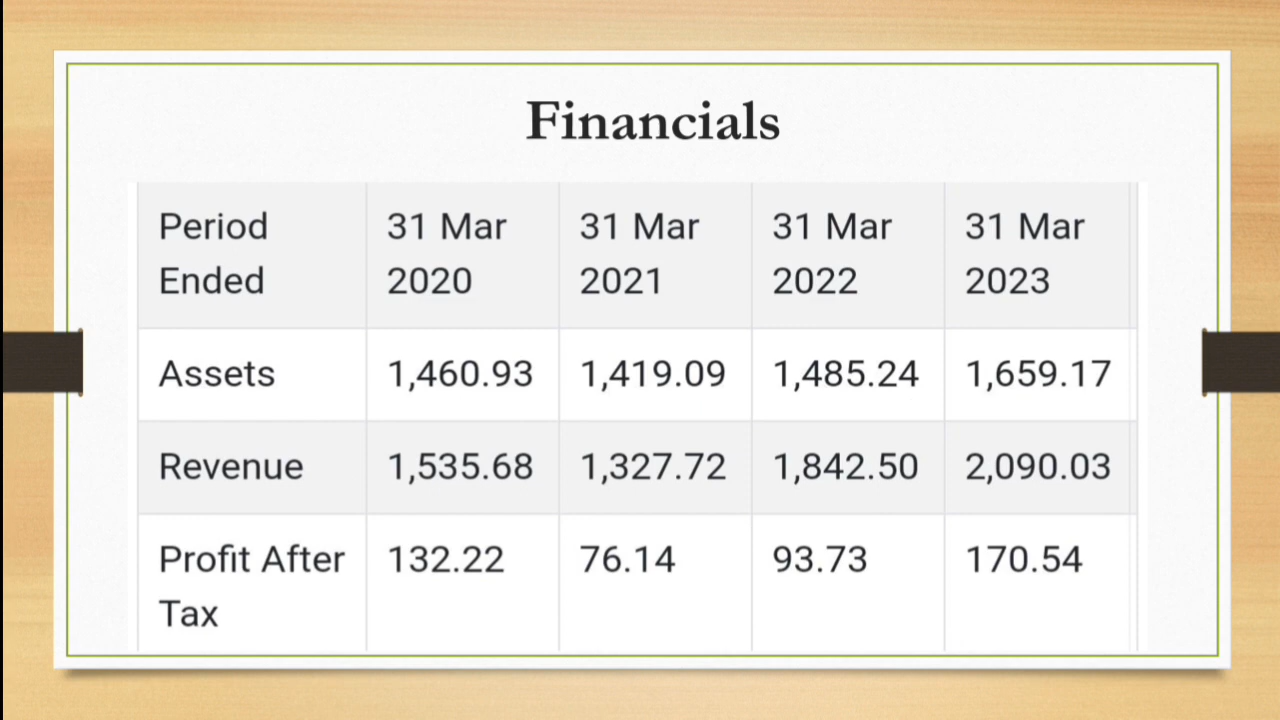 Financials
Period Ended 31 Mar 2020 31 Mar 2021 31 Mar 2022 31 Mar 2023
Assets 1,460.93 1,419.09 1,485.24 1,659.17
Revenue 1,535.68 1,327.72 1,842.50 2,090.03
Profit After Tax 132.22 76.14 93.73 170.54